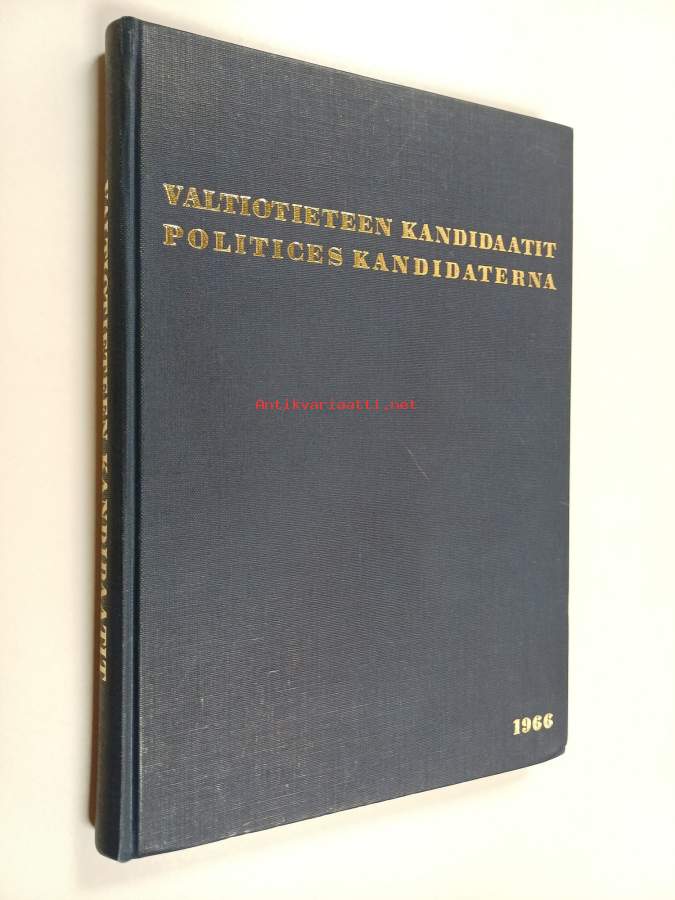 VALTIOTIETEEN KANDIDAATIT
POLITICES KANDIDATERNA
Antikvariaatti.net
1966
VALTIOTIETEEN KANDIDAATIT